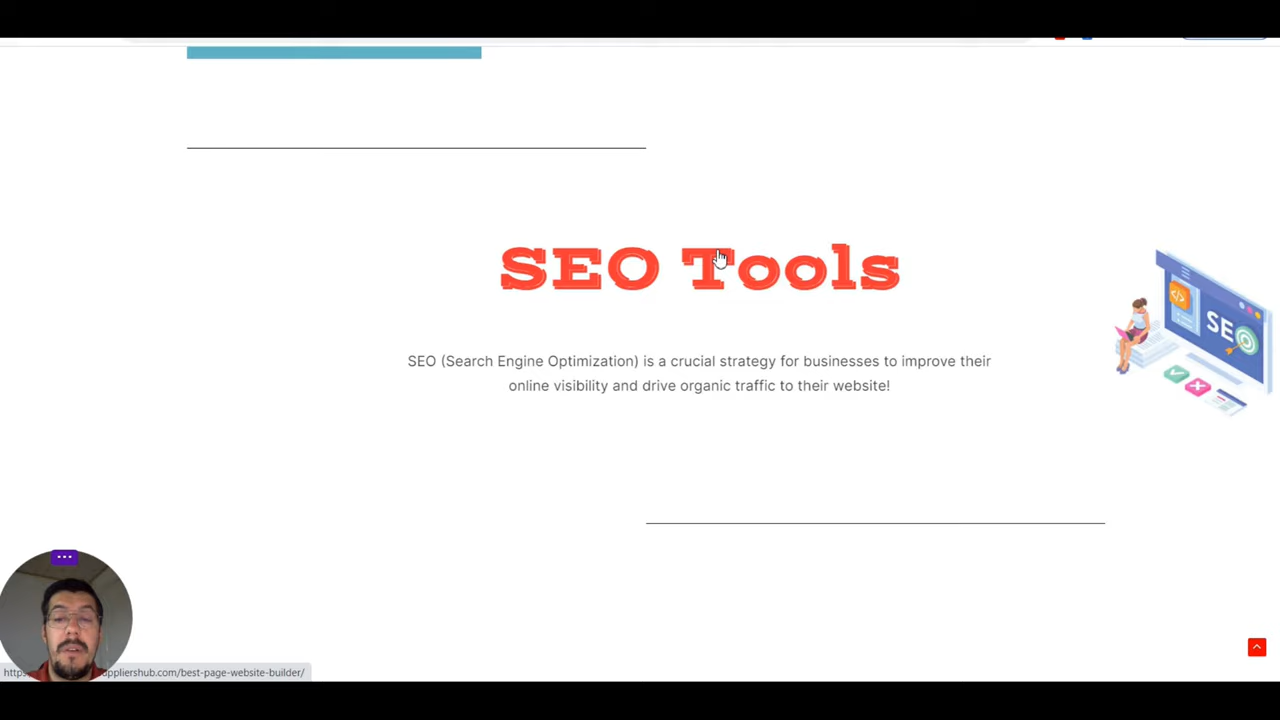 SEO Tools
SEO (Search Engine Optimization) is a crucial strategy for businesses to improve their
online visibility and drive organic traffic to their website!
SEO
ppliershub.com/best-page-website-builder/